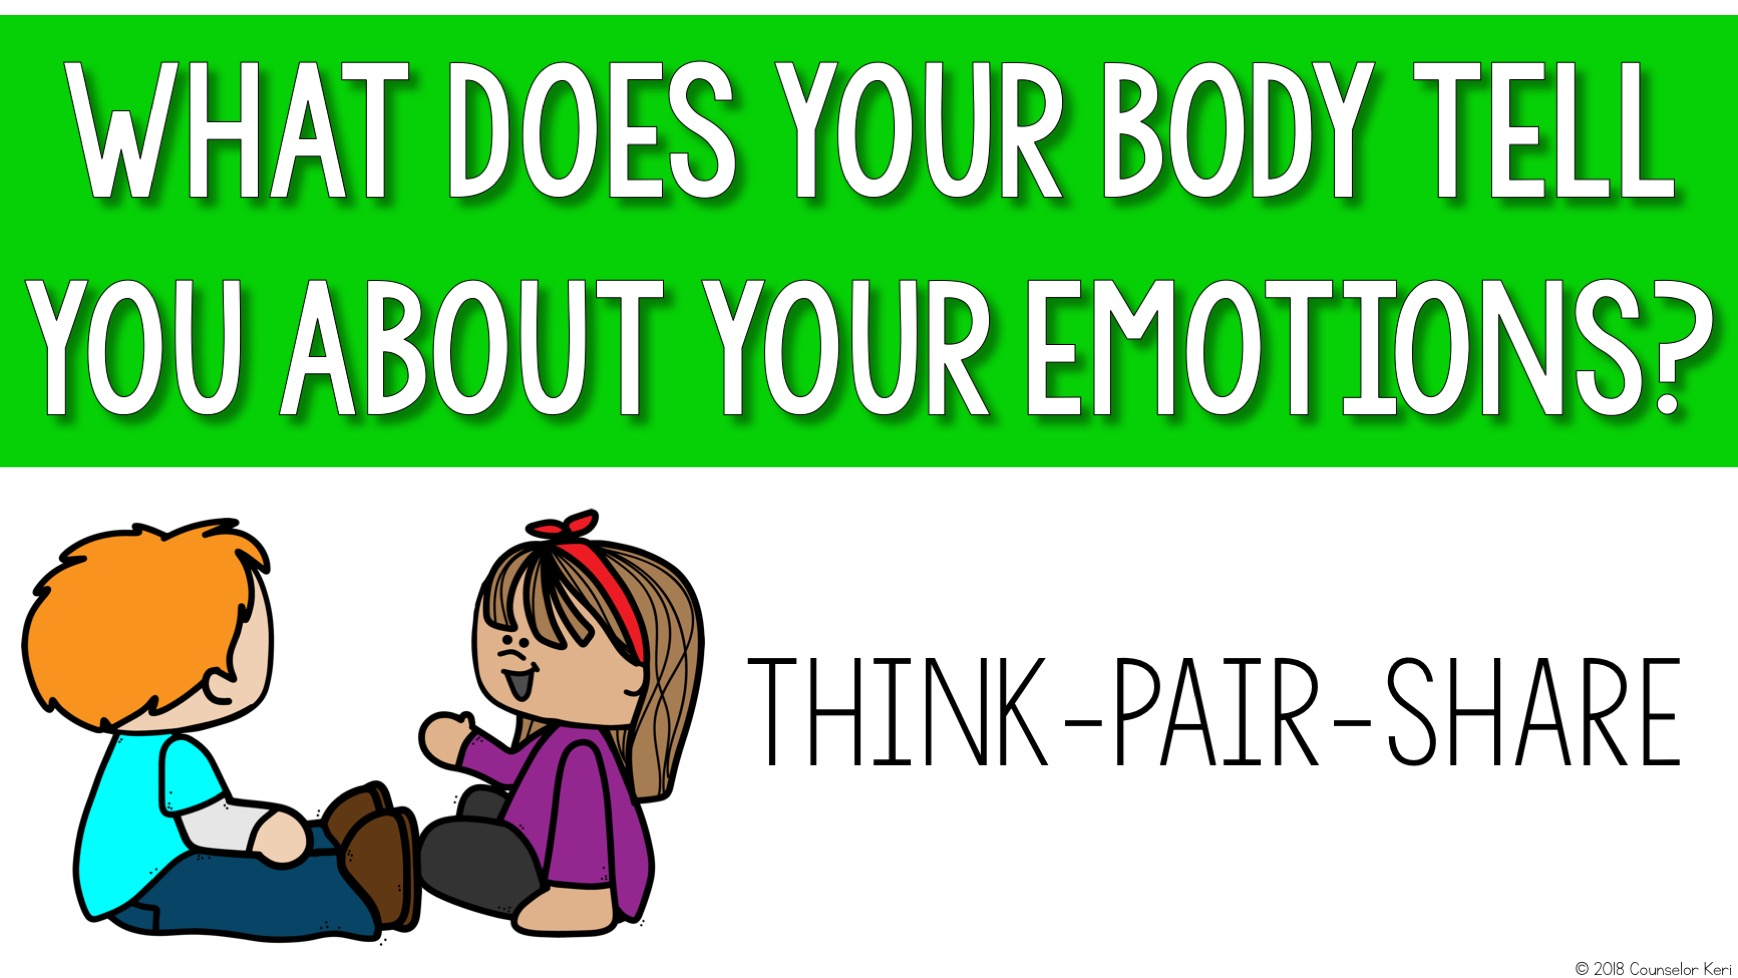 WHAT DOES YOUR BODY TELL
YOU ABOUT YOUR EMOTIONS?
THINK-PAIR-SHARE
© 2018 Counselor Keri